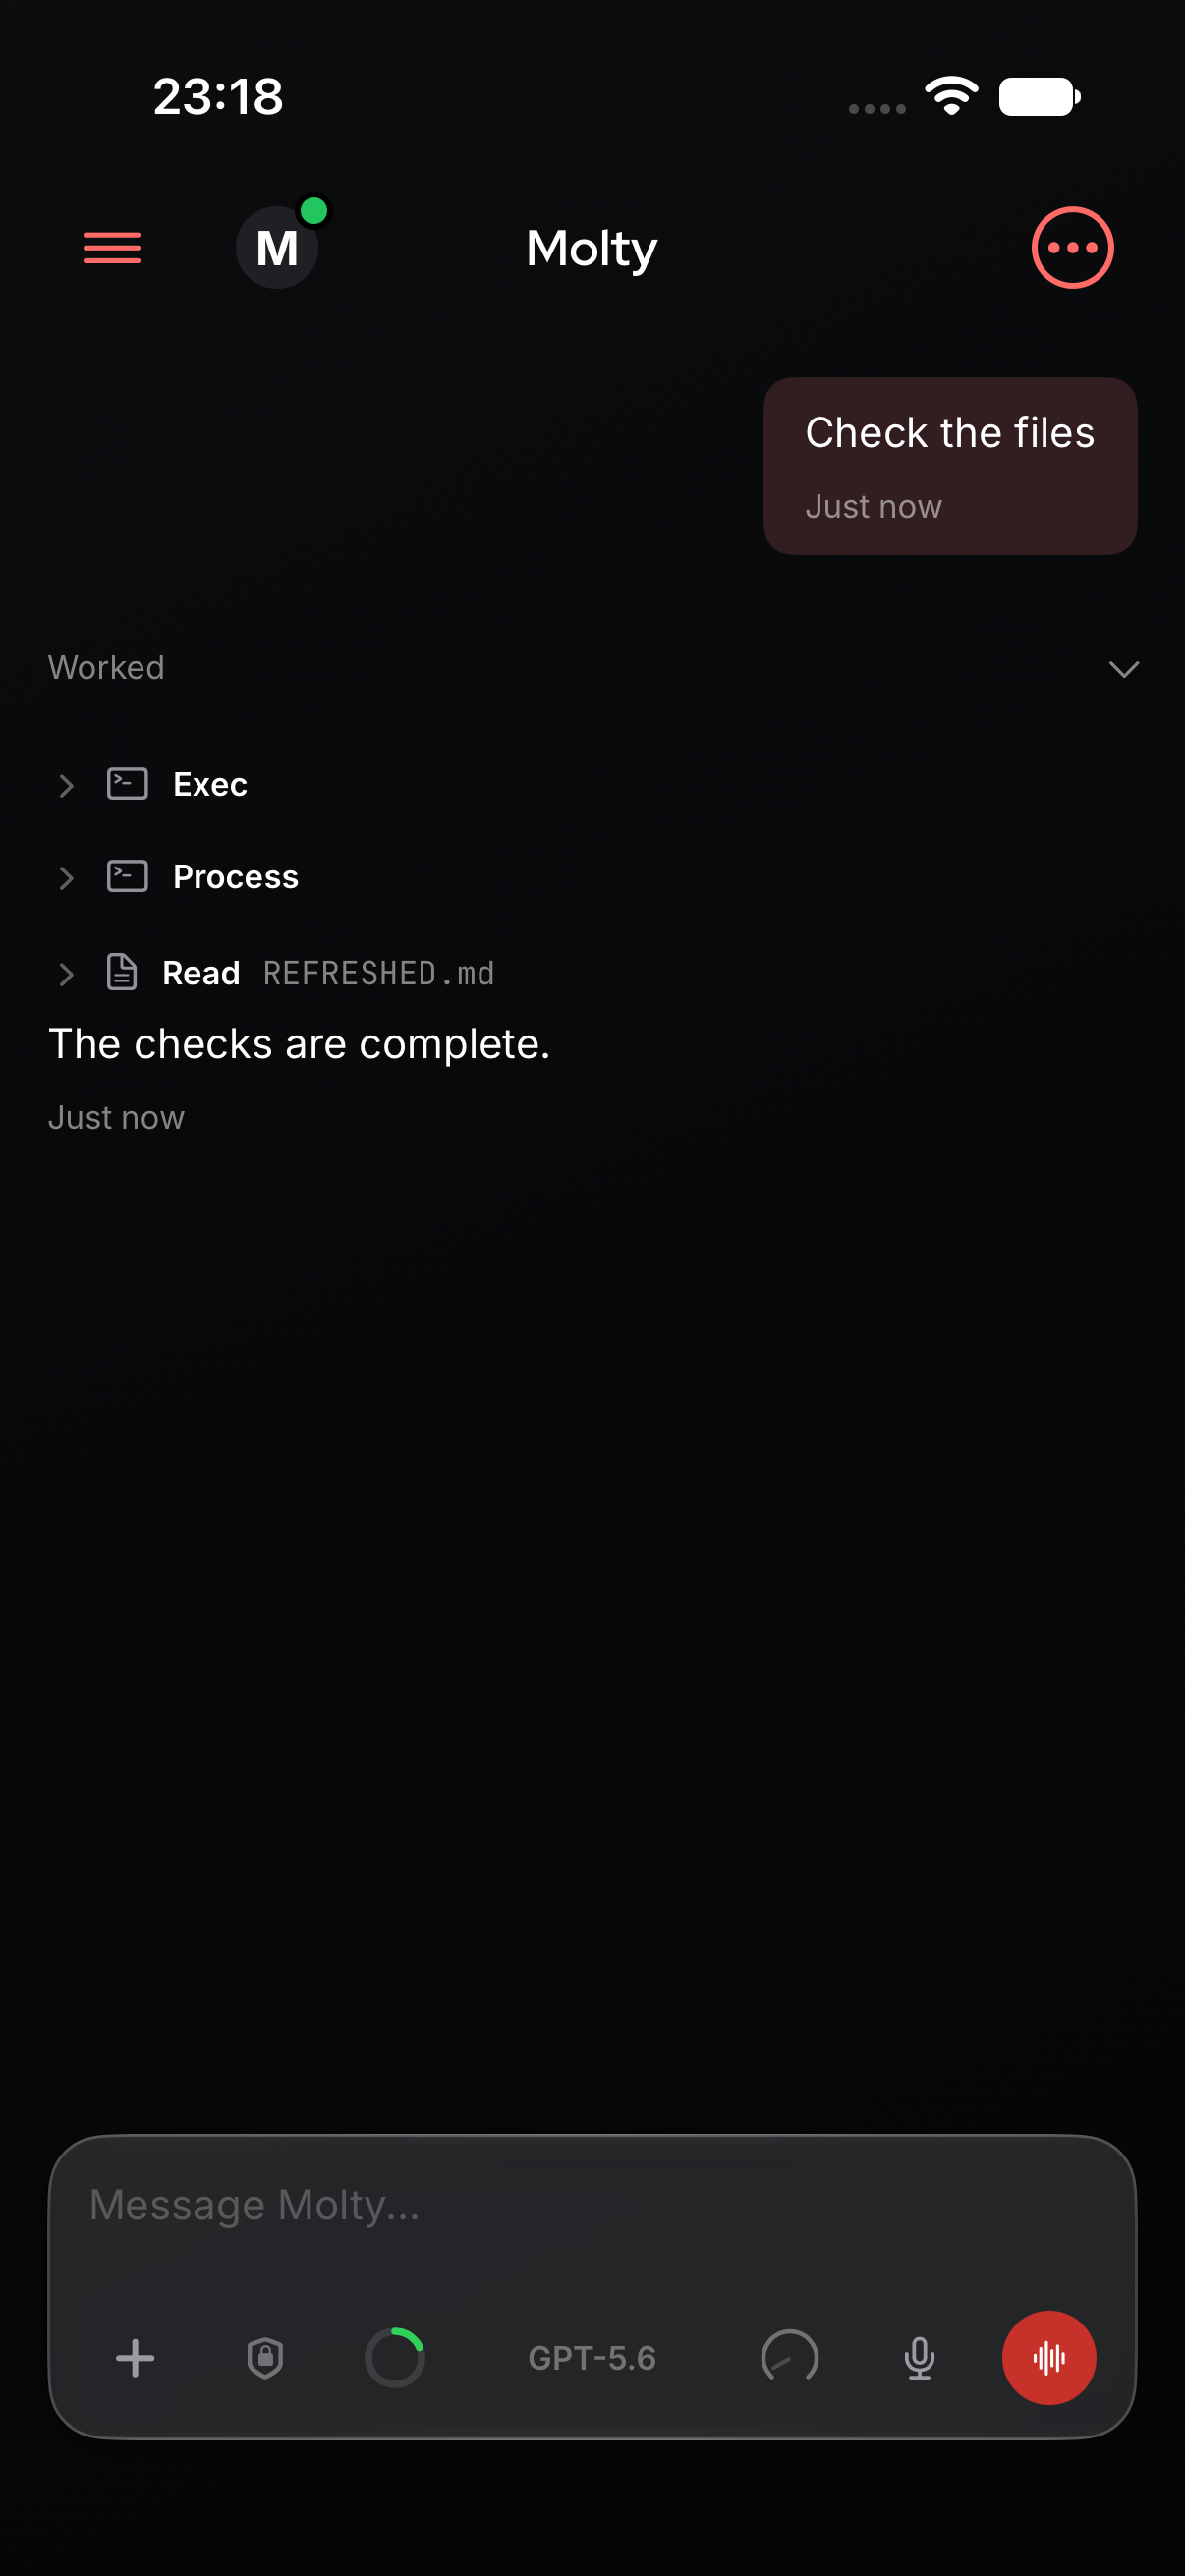 23:18
M
Molty
Check the files
Just now
Worked
Exec
Process
Read REFRESHED.md
The checks are complete.
Just now
Message Molty...
GPT-5.6